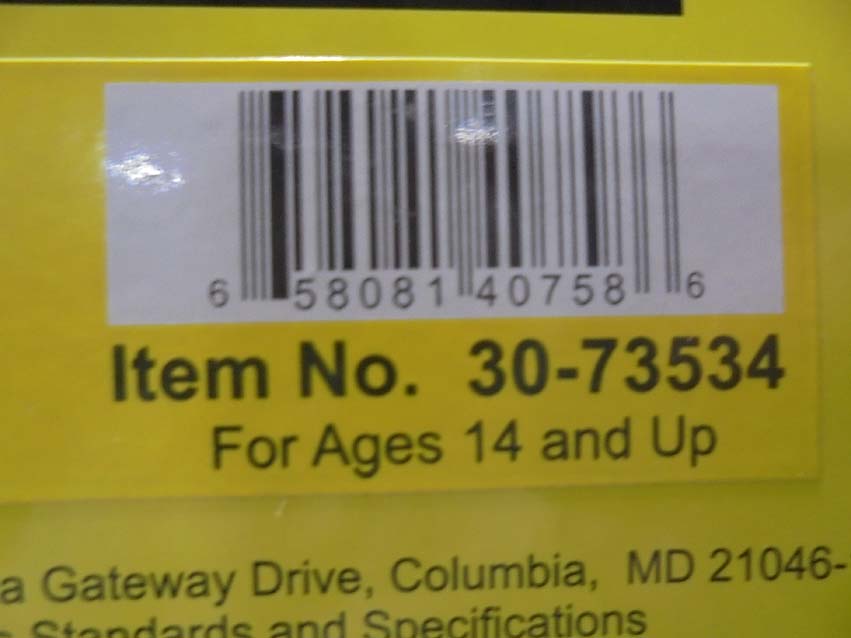 6 58081 40758 6
Item No. 30-73534
For Ages 14 and Up
a Gateway Drive, Columbia, MD 21046-
Standards and Specifications